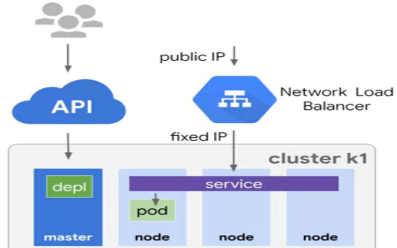 public IP
API
Network Load
Balancer
fixed IP
cluster k1
depl
service
pod
master
node
node
node